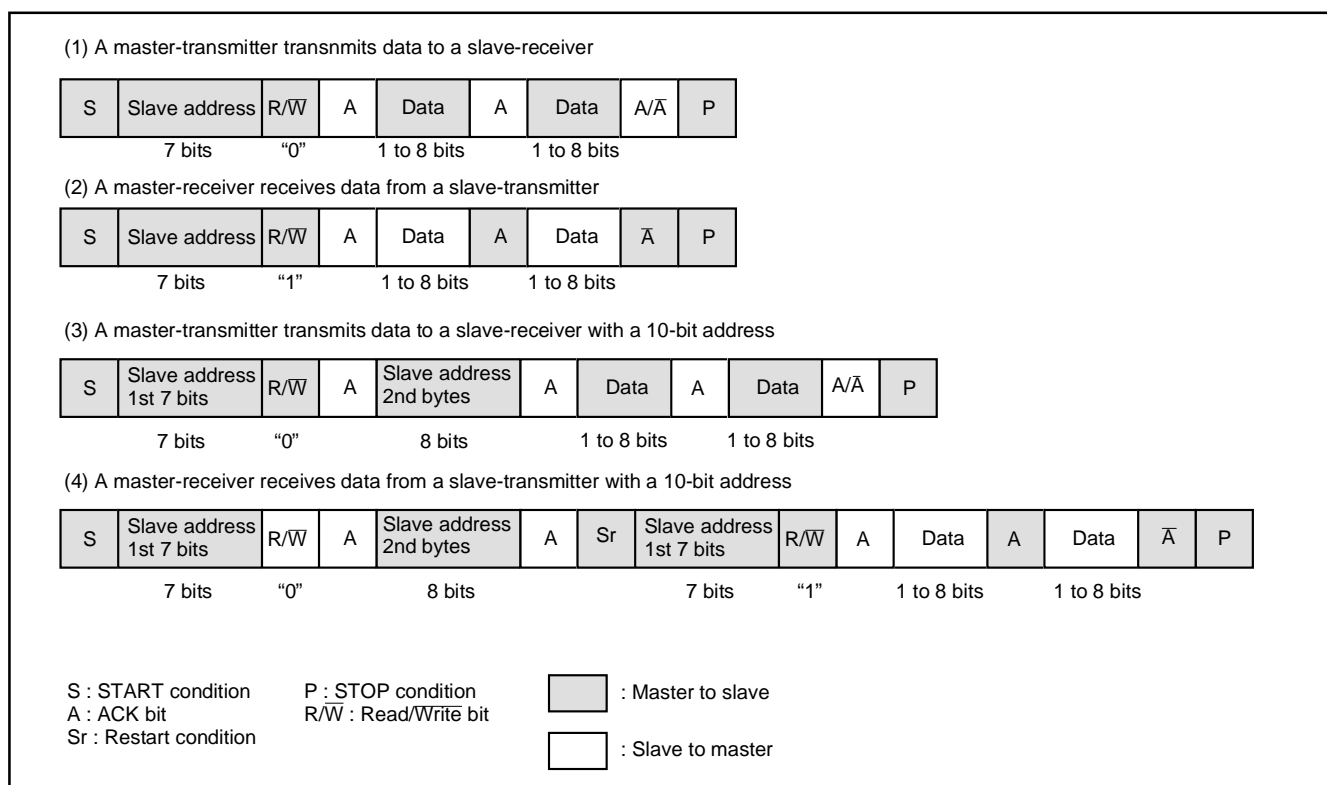 (1) A master-transmitter transnmits data to a slave-receiver
S Slave address R/W̅ A Data A Data A/A̅ P
7 bits “0” 1 to 8 bits 1 to 8 bits
(2) A master-receiver receives data from a slave-transmitter
S Slave address R/W̅ A Data A Data A̅ P
7 bits “1” 1 to 8 bits 1 to 8 bits
(3) A master-transmitter transmits data to a slave-receiver with a 10-bit address
S Slave address 1st 7 bits R/W̅ A Slave address 2nd bytes A Data A Data A/A̅ P
7 bits “0” 8 bits 1 to 8 bits 1 to 8 bits
(4) A master-receiver receives data from a slave-transmitter with a 10-bit address
S Slave address 1st 7 bits R/W̅ A Slave address 2nd bytes A Sr Slave address 1st 7 bits R/W̅ A Data A Data A̅ P
7 bits “0” 8 bits 7 bits “1” 1 to 8 bits 1 to 8 bits
S : START condition P : STOP condition : Master to slave
A : ACK bit R/W̅ : Read/W̅r̅i̅t̅e̅ bit
Sr : Restart condition
: Slave to master